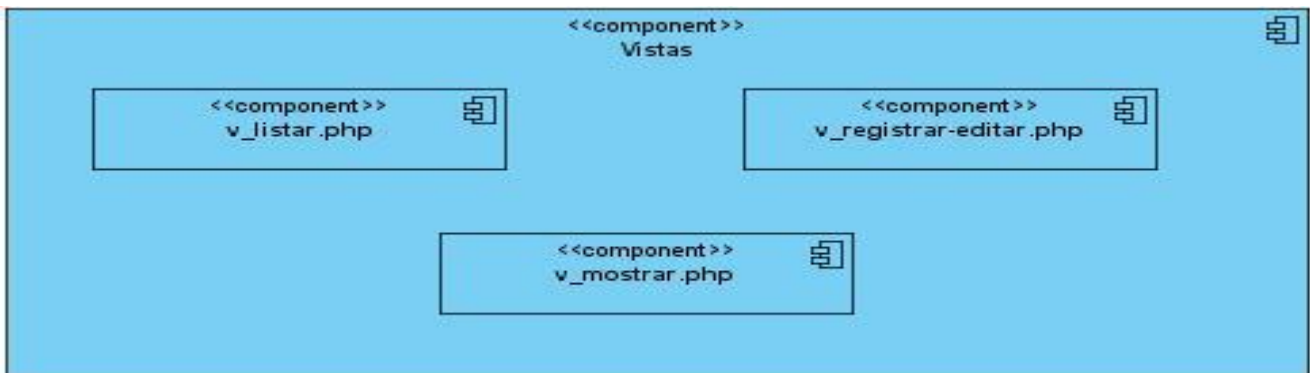 <<component>>
Vistas
<<component>>
v_listar.php
<<component>>
v_registrar-editar.php
<<component>>
v_mostrar.php